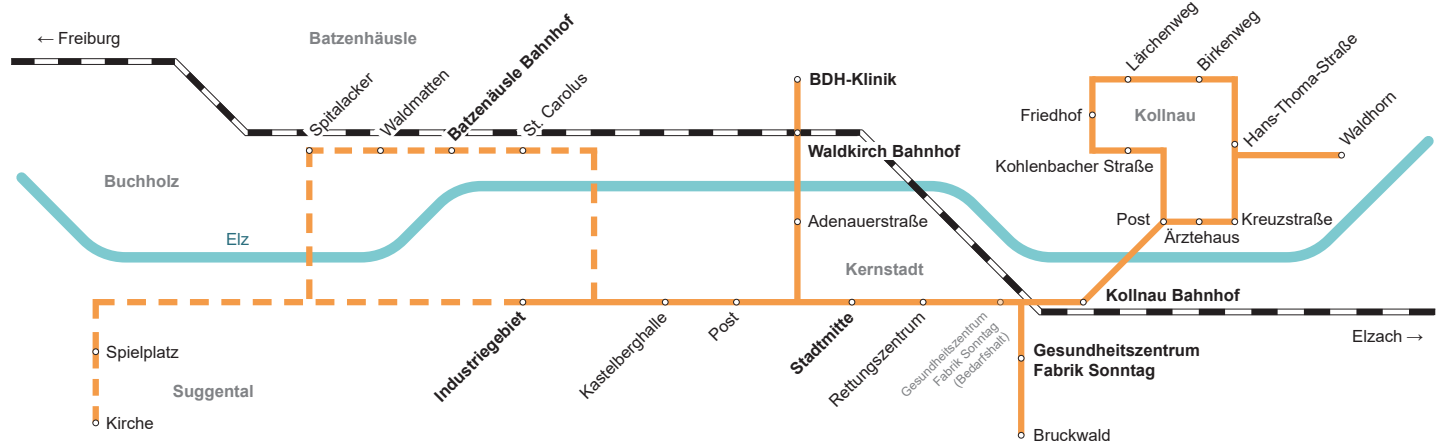 ← Freiburg
Batzenhäusle
Spitalacker
Waldmatten
Batzenäusle Bahnhof
St. Carolus
BDH-Klinik
Waldkirch Bahnhof
Lärchenweg
Birkenweg
Hans-Thoma-Straße
Waldhorn
Friedhof
Kollnau
Kohlenbacher Straße
Buchholz
Elz
Adenauerstraße
Post
Ärztehaus
Kreuzstraße
Kernstadt
Kollnau Bahnhof
Elzach →
Industriegebiet
Kastelberghalle
Post
Stadtmitte
Rettungszentrum
Gesundheitszentrum
Fabrik Sonntag
(Bedarfshalt)
Gesundheitszentrum
Fabrik Sonntag
Spielplatz
Suggental
Kirche
Bruckwald